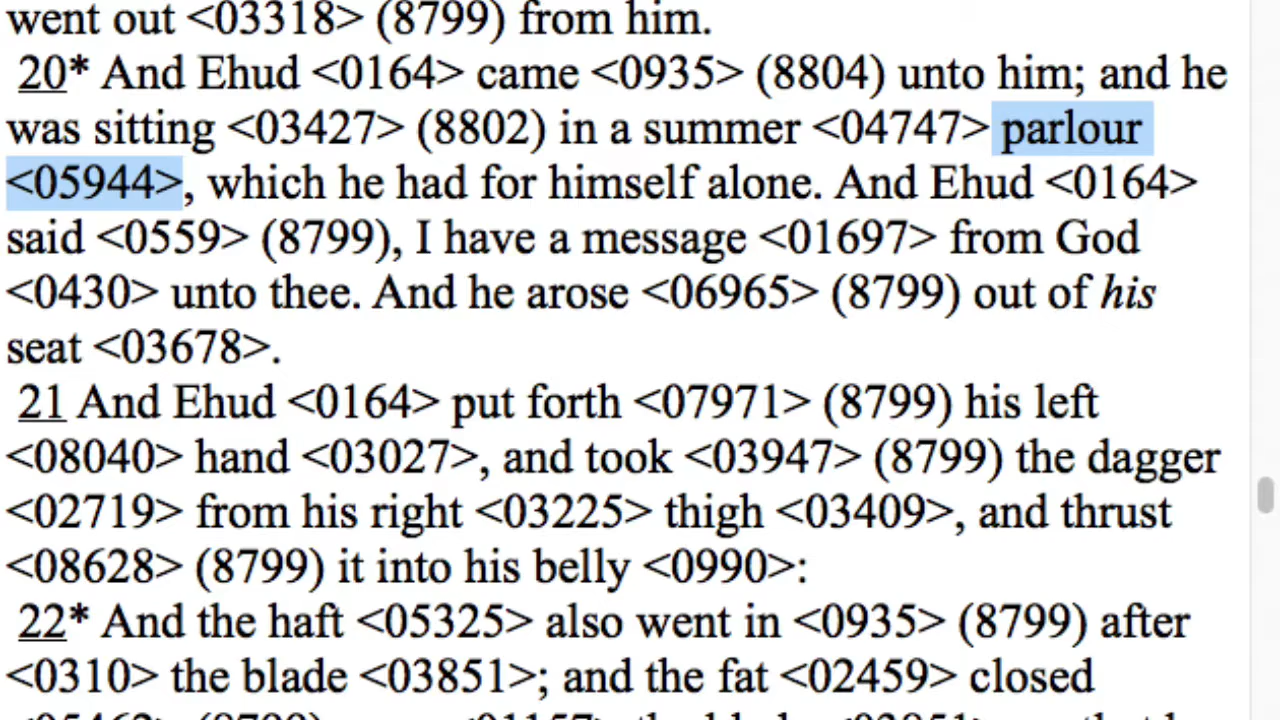 went out <03318> (8799) from him.
20* And Ehud <0164> came <0935> (8804) unto him; and he
was sitting <03427> (8802) in a summer <04747> parlour
<05944>, which he had for himself alone. And Ehud <0164>
said <0559> (8799), I have a message <01697> from God
<0430> unto thee. And he arose <06965> (8799) out of his
seat <03678>.
21 And Ehud <0164> put forth <07971> (8799) his left
<08040> hand <03027>, and took <03947> (8799) the dagger
<02719> from his right <03225> thigh <03409>, and thrust
<08628> (8799) it into his belly <0990>:
22* And the haft <05325> also went in <0935> (8799) after
<0310> the blade <03851>; and the fat <02459> closed